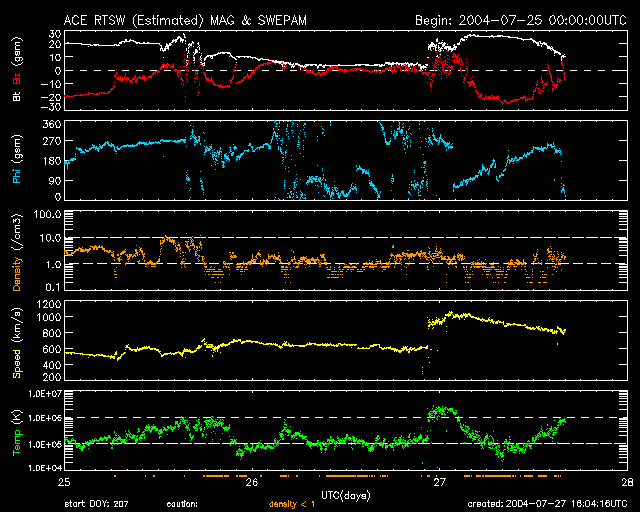 ACE RTSW (Estimated) MAG & SWEPAM Begin: 2004-07-25 00:00:00UTC
Bt Bz (gsm)
30
20
10
0
-10
-20
-30
Phi (gsm)
360
270
180
90
0
Density (/cm3)
100.0
10.0
1.0
0.1
Speed (km/s)
1200
1000
800
600
400
200
Temp (K)
1.0E+07
1.0E+06
1.0E+05
1.0E+04
25 26 27 28
UTC(days)
start DOY: 207 caution: density < 1 created: 2004-07-27 16:04:16UTC